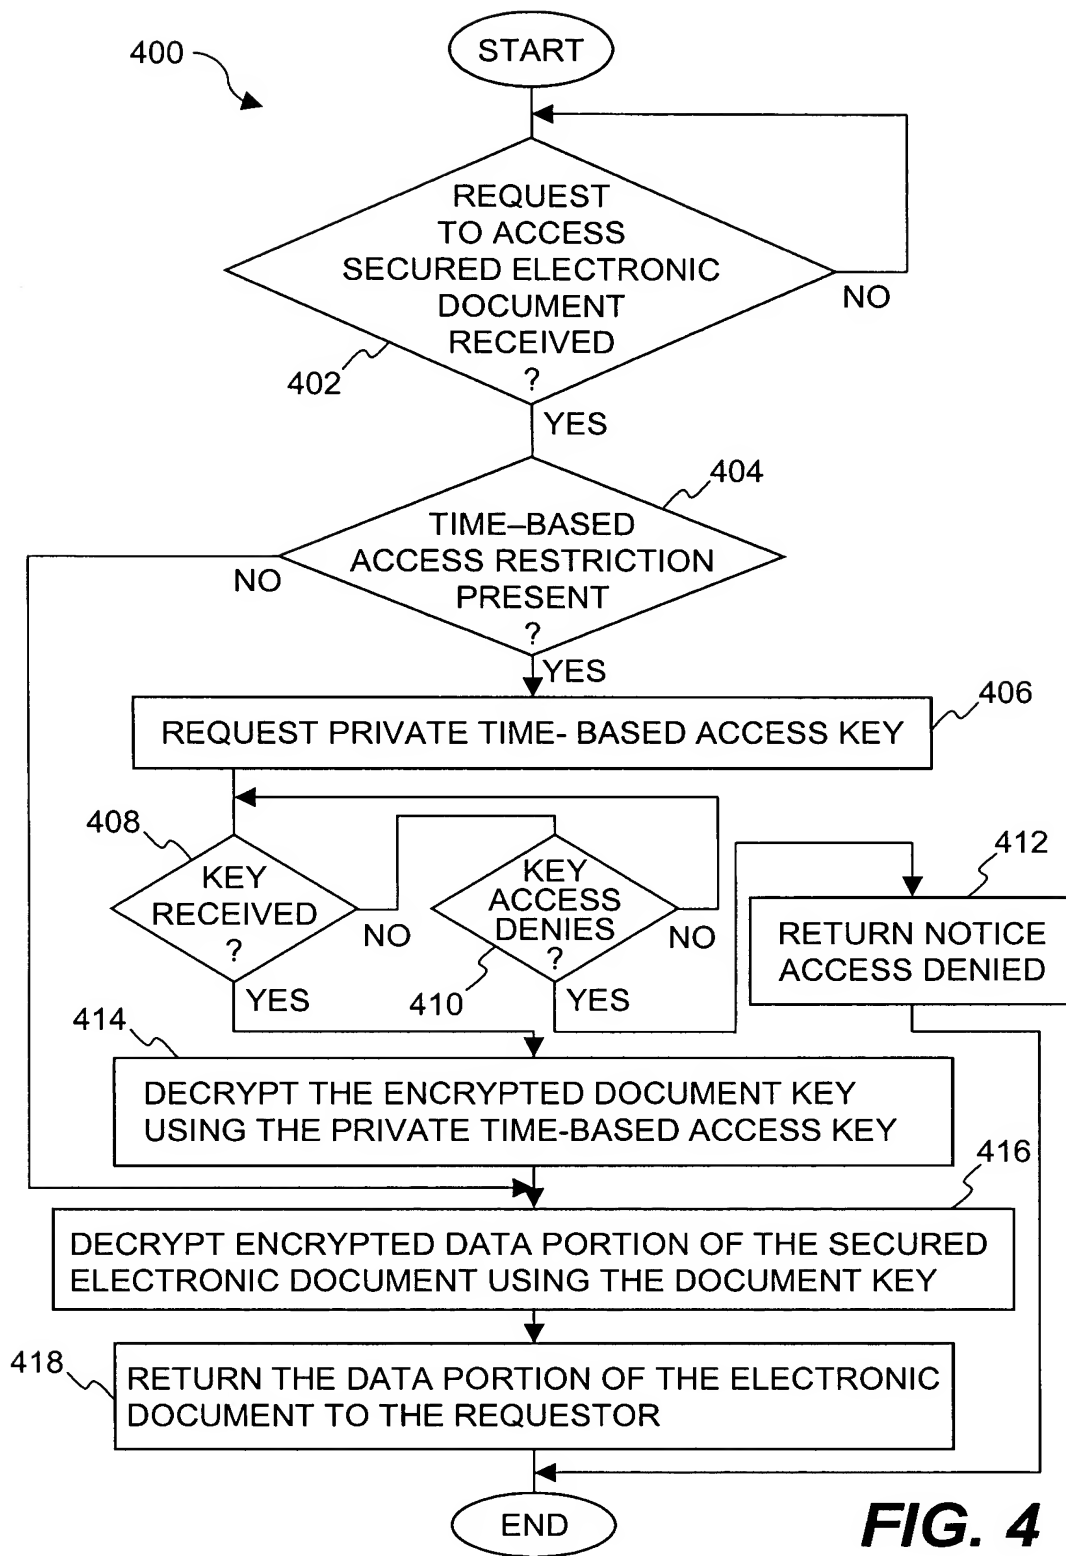 400
START
REQUEST
TO ACCESS
SECURED ELECTRONIC
DOCUMENT
RECEIVED
?
NO
402
YES
404
TIME–BASED
ACCESS RESTRICTION
PRESENT
?
NO
YES
406
REQUEST PRIVATE TIME- BASED ACCESS KEY
408
KEY
RECEIVED
?
NO
YES
KEY
ACCESS
DENIES
?
NO
410
YES
412
RETURN NOTICE
ACCESS DENIED
414
DECRYPT THE ENCRYPTED DOCUMENT KEY
USING THE PRIVATE TIME-BASED ACCESS KEY
416
DECRYPT ENCRYPTED DATA PORTION OF THE SECURED
ELECTRONIC DOCUMENT USING THE DOCUMENT KEY
418
RETURN THE DATA PORTION OF THE ELECTRONIC
DOCUMENT TO THE REQUESTOR
END
FIG. 4